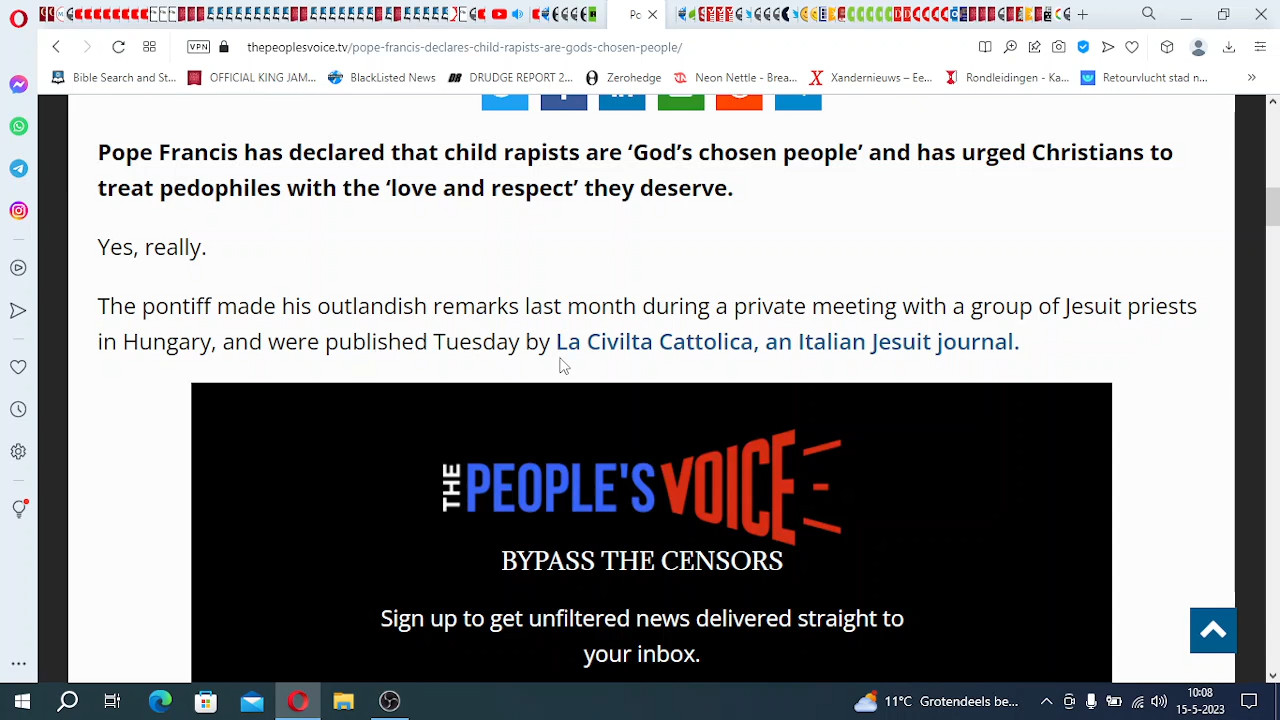 Pc
thepeoplesvoice.tv/pope-francis-declares-child-rapists-are-gods-chosen-people/
VPN
Bible Search and St...
OFFICIAL KING JAM...
BlackListed News
DRUDGE REPORT 2...
Zerohedge
Neon Nettle - Brea...
Xandernieuws – Ee...
Rondleidingen - Ka...
Retourvlucht stad n...
Pope Francis has declared that child rapists are ‘God’s chosen people’ and has urged Christians to
treat pedophiles with the ‘love and respect’ they deserve.
Yes, really.
The pontiff made his outlandish remarks last month during a private meeting with a group of Jesuit priests
in Hungary, and were published Tuesday by La Civilta Cattolica, an Italian Jesuit journal.
THE PEOPLE'S VOICE
BYPASS THE CENSORS
Sign up to get unfiltered news delivered straight to
your inbox.
11°C Grotendeels be...
10:08
15-5-2023